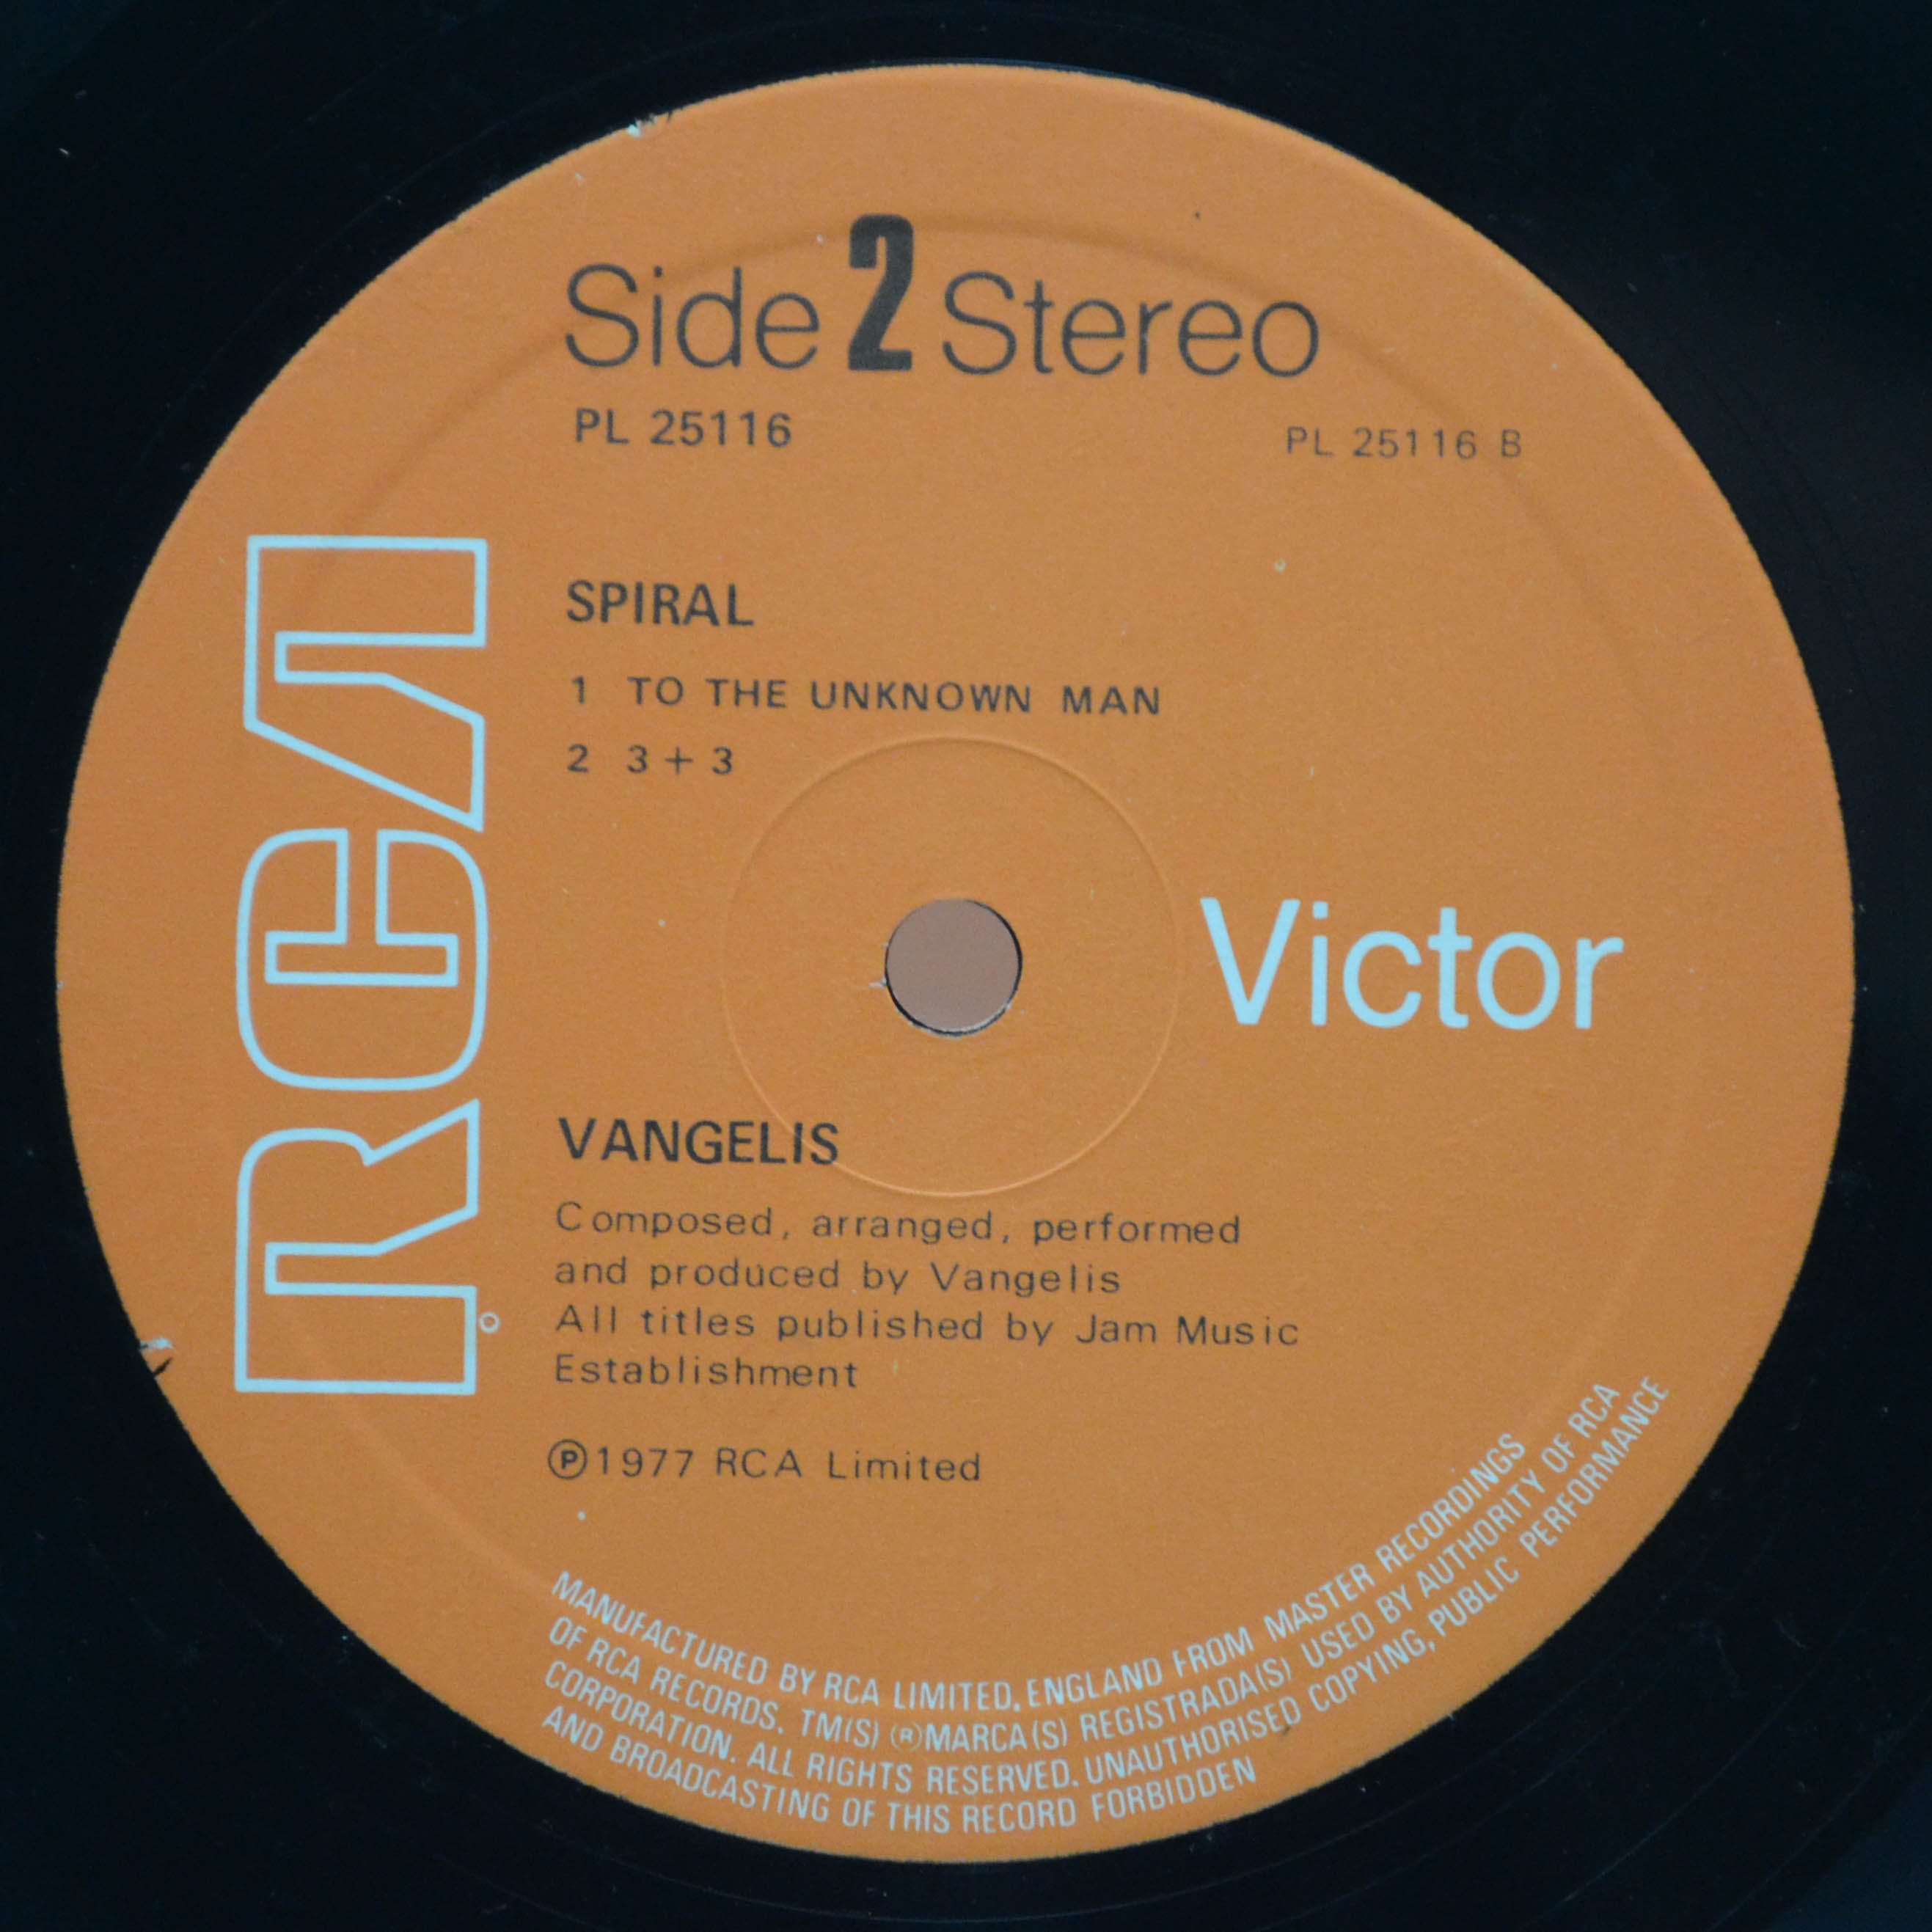 Side 2 Stereo
PL 25116
PL 25116 B
SPIRAL
1 TO THE UNKNOWN MAN
2 3+3
RCA
Victor
VANGELIS
Composed, arranged, performed
and produced by Vangelis
All titles published by Jam Music
Establishment
Ⓟ1977 RCA Limited
MANUFACTURED BY RCA LIMITED, ENGLAND FROM MASTER RECORDINGS
OF RCA RECORDS. TM(S) ®MARCA(S) REGISTRADA(S) USED BY AUTHORITY OF RCA
CORPORATION. ALL RIGHTS RESERVED. UNAUTHORISED COPYING, PUBLIC PERFORMANCE
AND BROADCASTING OF THIS RECORD FORBIDDEN